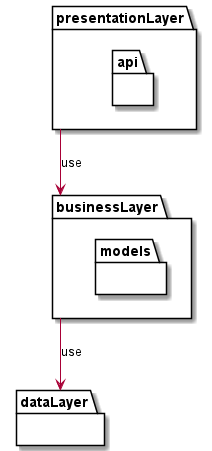 presentationLayer
api
use
businessLayer
models
use
dataLayer